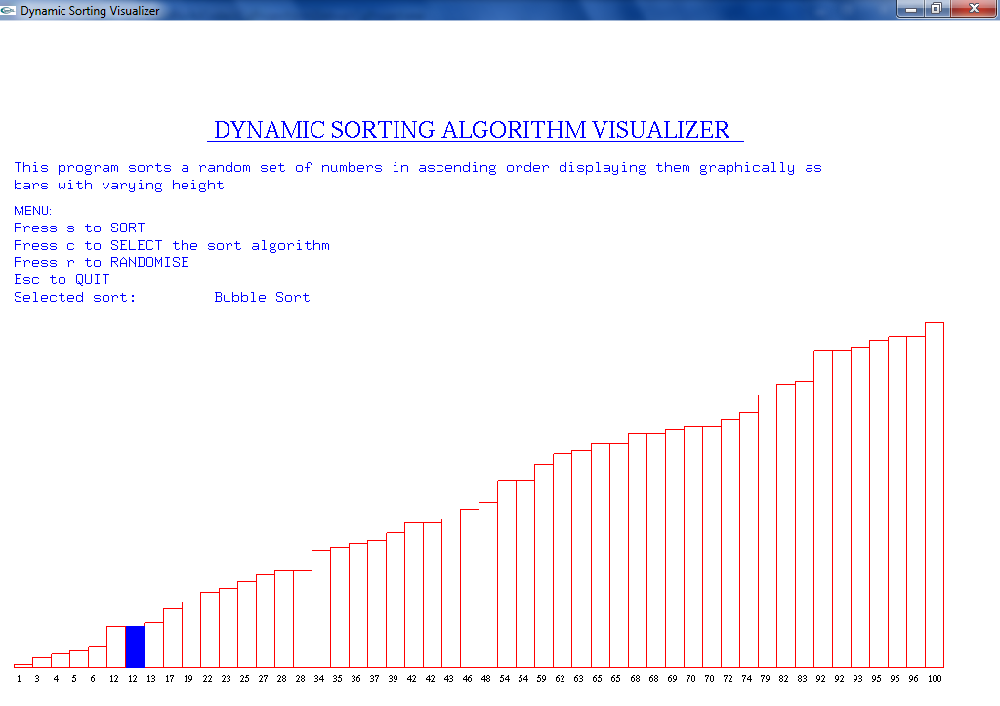 Dynamic Sorting Visualizer
DYNAMIC SORTING ALGORITHM VISUALIZER
This program sorts a random set of numbers in ascending order displaying them graphically as
bars with varying height
MENU:
Press s to SORT
Press c to SELECT the sort algorithm
Press r to RANDOMISE
Esc to QUIT
Selected sort: Bubble Sort
1 3 4 5 6 12 12 13 17 19 22 23 25 27 28 28 34 35 36 37 39 42 42 43 46 48 54 54 59 62 63 65 65 68 68 69 70 70 72 74 79 82 83 92 92 93 95 96 96 100